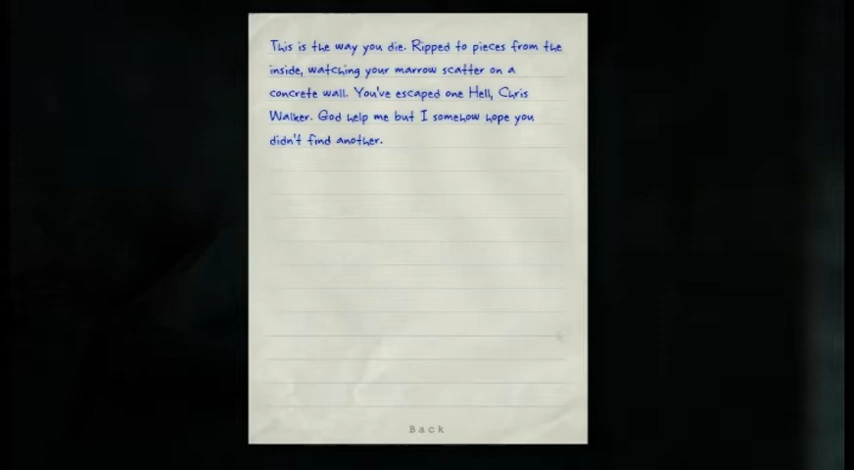 This is the way you die. Ripped to pieces from the
inside, watching your marrow scatter on a
concrete wall. You've escaped one Hell, Chris
Walker. God help me but I somehow hope you
didn't find another.
Back